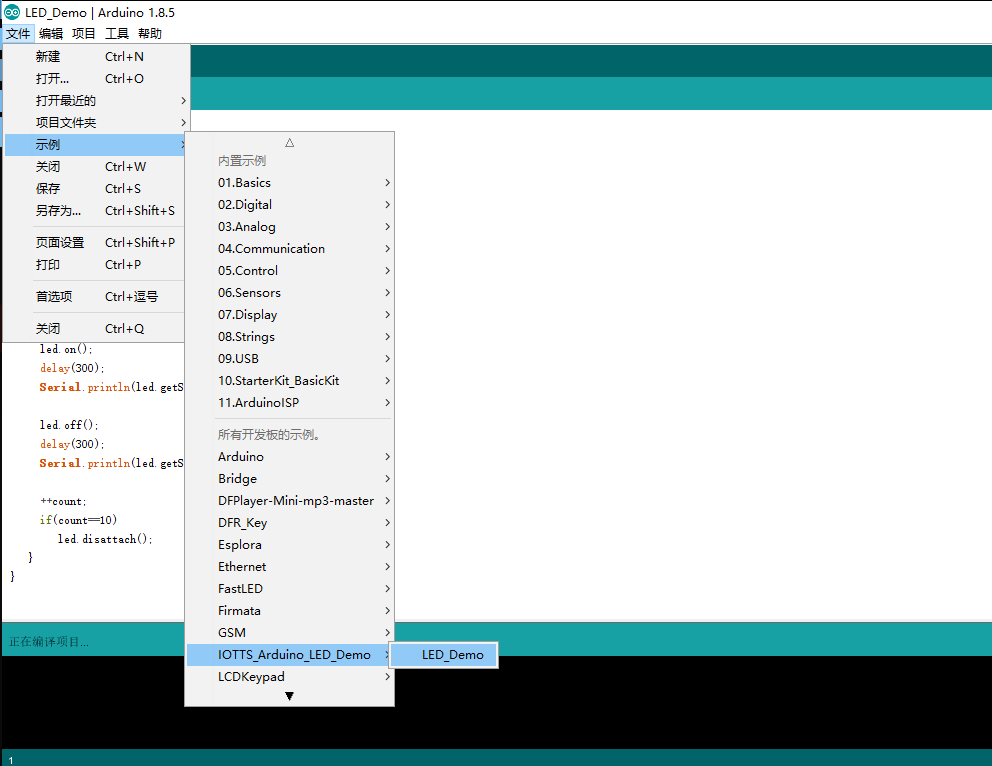 LED_Demo | Arduino 1.8.5
文件 编辑 项目 工具 帮助
新建 Ctrl+N
打开... Ctrl+O
打开最近的
项目文件夹
示例
关闭 Ctrl+W
保存 Ctrl+S
另存为... Ctrl+Shift+S
页面设置 Ctrl+Shift+P
打印 Ctrl+P
首选项 Ctrl+逗号
关闭 Ctrl+Q
内置示例
01.Basics
02.Digital
03.Analog
04.Communication
05.Control
06.Sensors
07.Display
08.Strings
09.USB
10.StarterKit_BasicKit
11.ArduinoISP
所有开发板的示例。
Arduino
Bridge
DFPlayer-Mini-mp3-master
DFR_Key
Esplora
Ethernet
FastLED
Firmata
GSM
IOTTS_Arduino_LED_Demo
LCDKeypad
LED_Demo
led.on();
delay(300);
Serial.println(led.getS
led.off();
delay(300);
Serial.println(led.getS
++count;
if(count==10)
led.disattach();
}
}
正在编译项目...
1